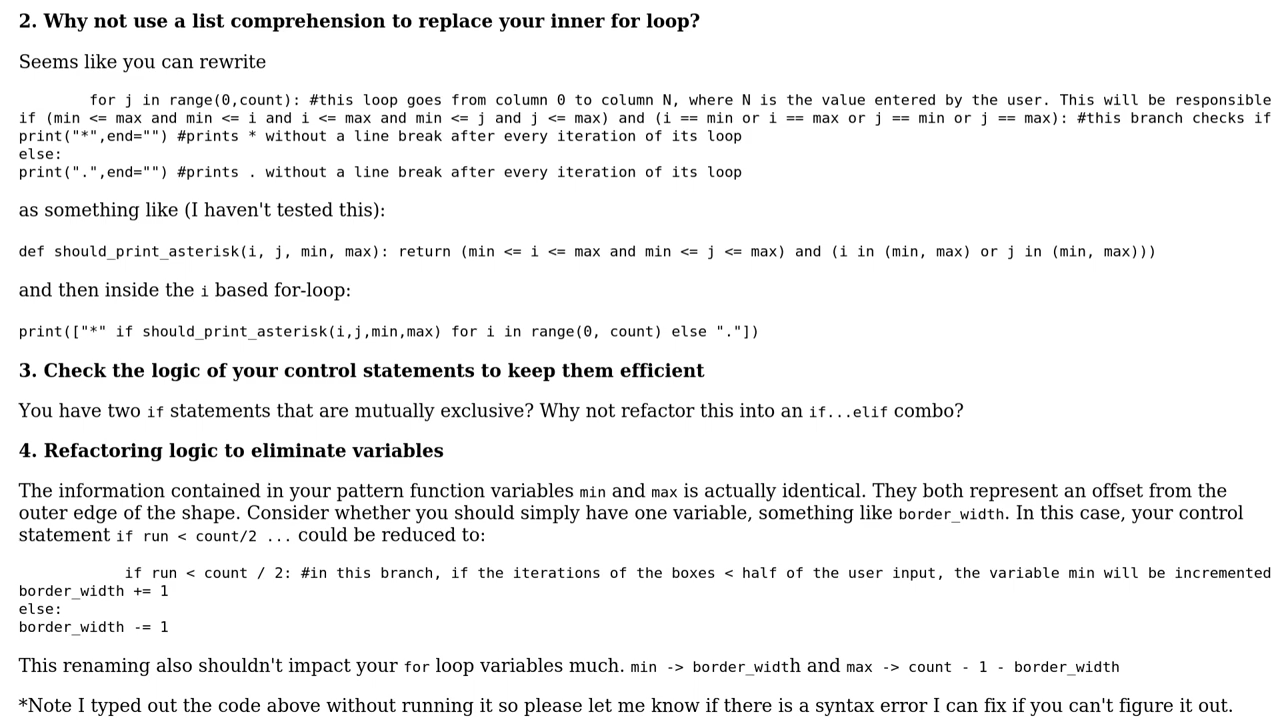 2. Why not use a list comprehension to replace your inner for loop?
Seems like you can rewrite
for j in range(0,count): #this loop goes from column 0 to column N, where N is the value entered by the user. This will be responsible
if (min <= max and min <= i and i <= max and min <= j and j <= max) and (i == min or i == max or j == min or j == max): #this branch checks if
print("*",end="") #prints * without a line break after every iteration of its loop
else:
print(".",end="") #prints . without a line break after every iteration of its loop
as something like (I haven't tested this):
def should_print_asterisk(i, j, min, max): return (min <= i <= max and min <= j <= max) and (i in (min, max) or j in (min, max)))
and then inside the i based for-loop:
print(["*" if should_print_asterisk(i,j,min,max) for i in range(0, count) else "."])
3. Check the logic of your control statements to keep them efficient
You have two if statements that are mutually exclusive? Why not refactor this into an if...elif combo?
4. Refactoring logic to eliminate variables
The information contained in your pattern function variables min and max is actually identical. They both represent an offset from the
outer edge of the shape. Consider whether you should simply have one variable, something like border_width. In this case, your control
statement if run < count/2 ... could be reduced to:
if run < count / 2: #in this branch, if the iterations of the boxes < half of the user input, the variable min will be incremented
border_width += 1
else:
border_width -= 1
This renaming also shouldn't impact your for loop variables much. min -> border_width and max -> count - 1 - border_width
*Note I typed out the code above without running it so please let me know if there is a syntax error I can fix if you can't figure it out.